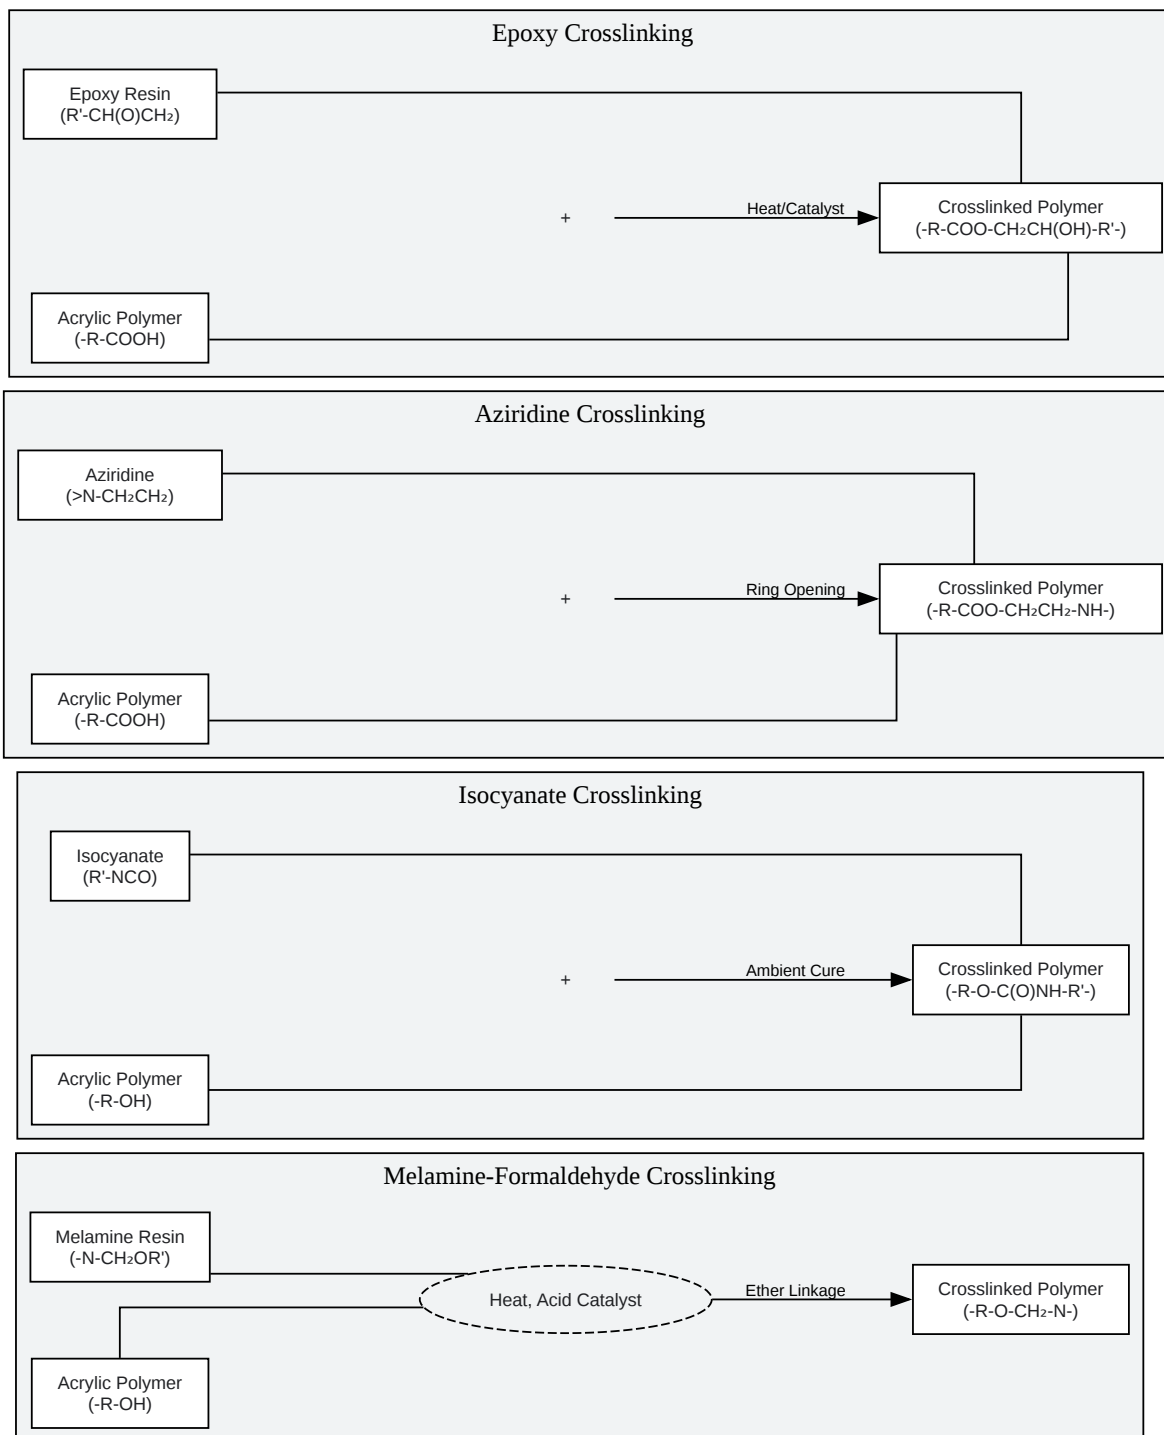 Epoxy Crosslinking
Epoxy Resin
(R'-CH(O)CH₂)
+
Heat/Catalyst
Crosslinked Polymer
(-R-COO-CH₂CH(OH)-R'-)
Acrylic Polymer
(-R-COOH)
Aziridine Crosslinking
Aziridine
(>N-CH₂CH₂)
+
Ring Opening
Crosslinked Polymer
(-R-COO-CH₂CH₂-NH-)
Acrylic Polymer
(-R-COOH)
Isocyanate Crosslinking
Isocyanate
(R'-NCO)
+
Ambient Cure
Crosslinked Polymer
(-R-O-C(O)NH-R'-)
Acrylic Polymer
(-R-OH)
Melamine-Formaldehyde Crosslinking
Melamine Resin
(-N-CH₂OR')
Heat, Acid Catalyst
Ether Linkage
Crosslinked Polymer
(-R-O-CH₂-N-)
Acrylic Polymer
(-R-OH)